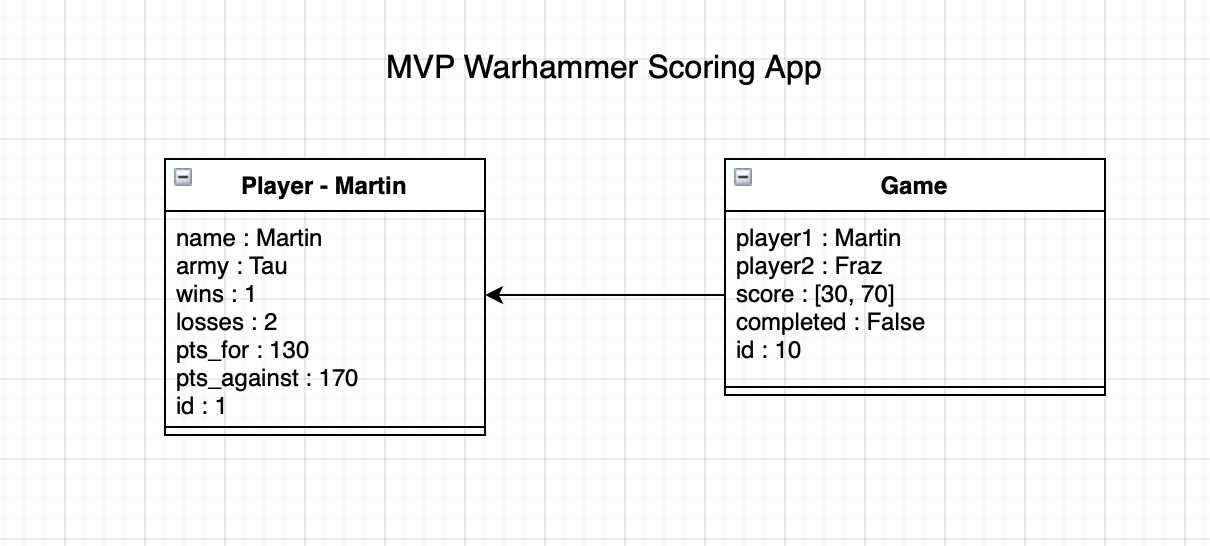 MVP Warhammer Scoring App
Player - Martin
name : Martin
army : Tau
wins : 1
losses : 2
pts_for : 130
pts_against : 170
id : 1
Game
player1 : Martin
player2 : Fraz
score : [30, 70]
completed : False
id : 10